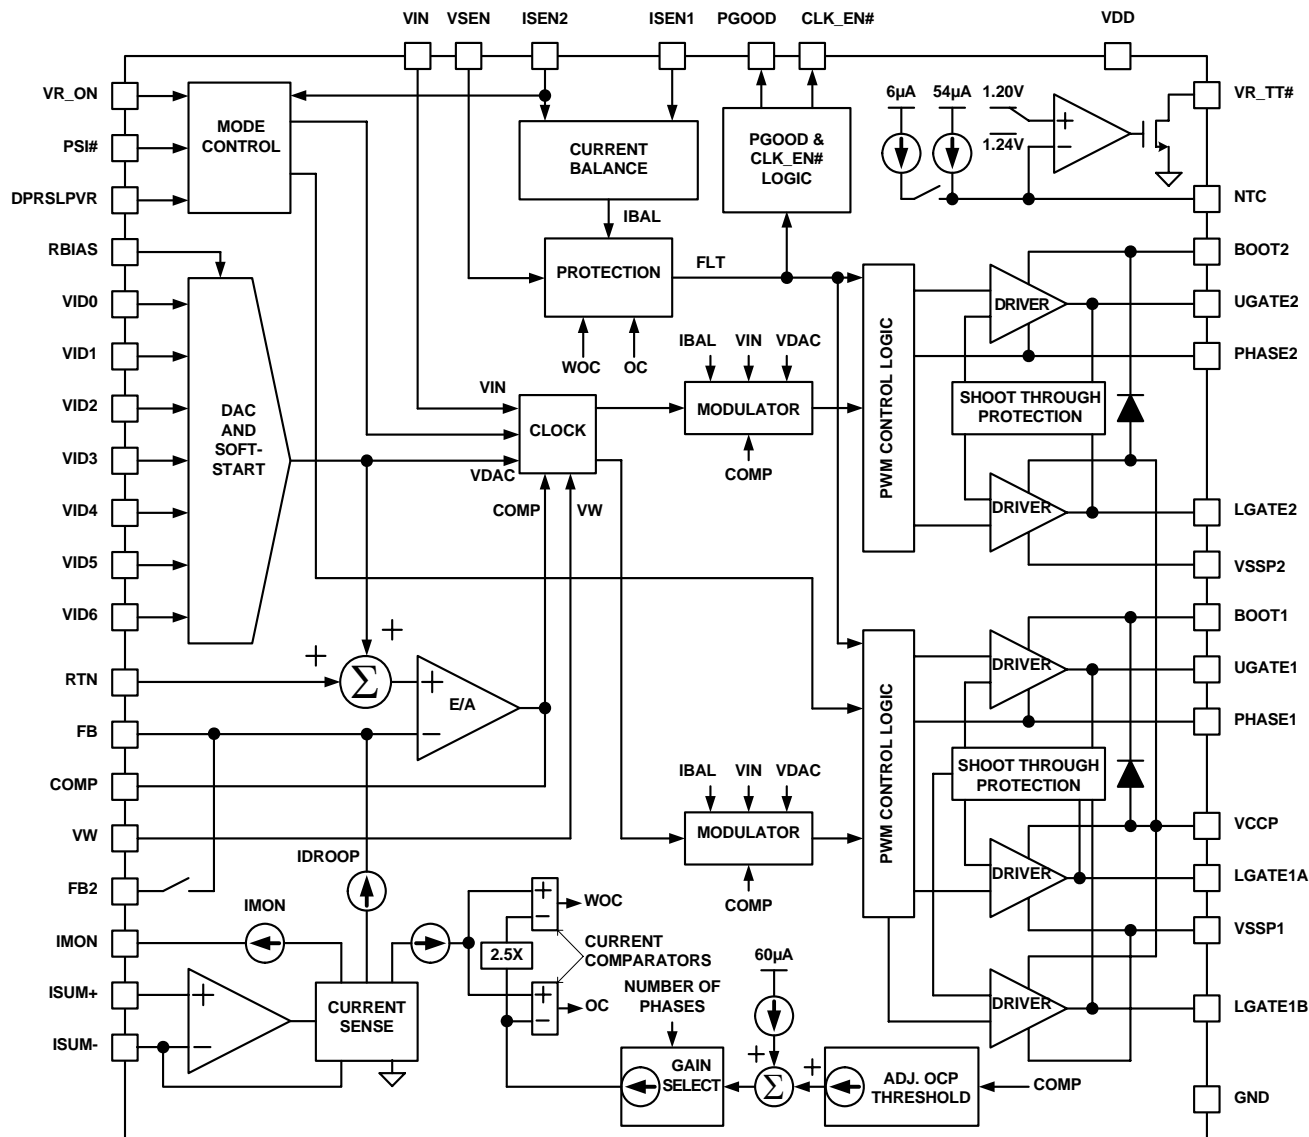 VIN
VSEN
ISEN2
ISEN1
PGOOD
CLK_EN#
VDD
VR_ON
PSI#
DPRSLPVR
RBIAS
VID0
VID1
VID2
VID3
VID4
VID5
VID6
RTN
FB
COMP
VW
FB2
IMON
ISUM+
ISUM-
MODE
CONTROL
CURRENT
BALANCE
IBAL
PROTECTION
FLT
WOC
OC
PGOOD &
CLK_EN#
LOGIC
6µA
54µA
1.20V
1.24V
+
−
VR_TT#
NTC
BOOT2
UGATE2
PHASE2
LGATE2
VSSP2
BOOT1
UGATE1
PHASE1
VCCP
LGATE1A
VSSP1
LGATE1B
GND
DAC
AND
SOFT-
START
VIN
CLOCK
VDAC
COMP
VW
IBAL
VIN
VDAC
MODULATOR
COMP
PWM CONTROL LOGIC
DRIVER
SHOOT THROUGH
PROTECTION
DRIVER
+
+
Σ
+
E/A
−
IBAL
VIN
VDAC
MODULATOR
COMP
PWM CONTROL LOGIC
DRIVER
SHOOT THROUGH
PROTECTION
DRIVER
DRIVER
IDROOP
IMON
+
−
CURRENT
SENSE
+
−
WOC
2.5X
CURRENT
COMPARATORS
+
−
OC
NUMBER OF
PHASES
60µA
GAIN
SELECT
+
Σ
+
ADJ. OCP
THRESHOLD
COMP